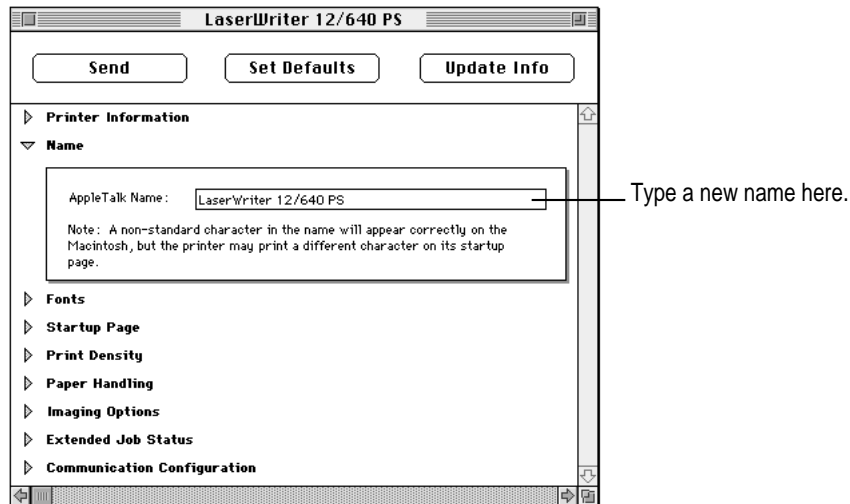 LaserWriter 12/640 PS
Send Set Defaults Update Info
Printer Information
Name
AppleTalk Name: LaserWriter 12/640 PS
Type a new name here.
Note: A non-standard character in the name will appear correctly on the
Macintosh, but the printer may print a different character on its startup
page.
Fonts
Startup Page
Print Density
Paper Handling
Imaging Options
Extended Job Status
Communication Configuration